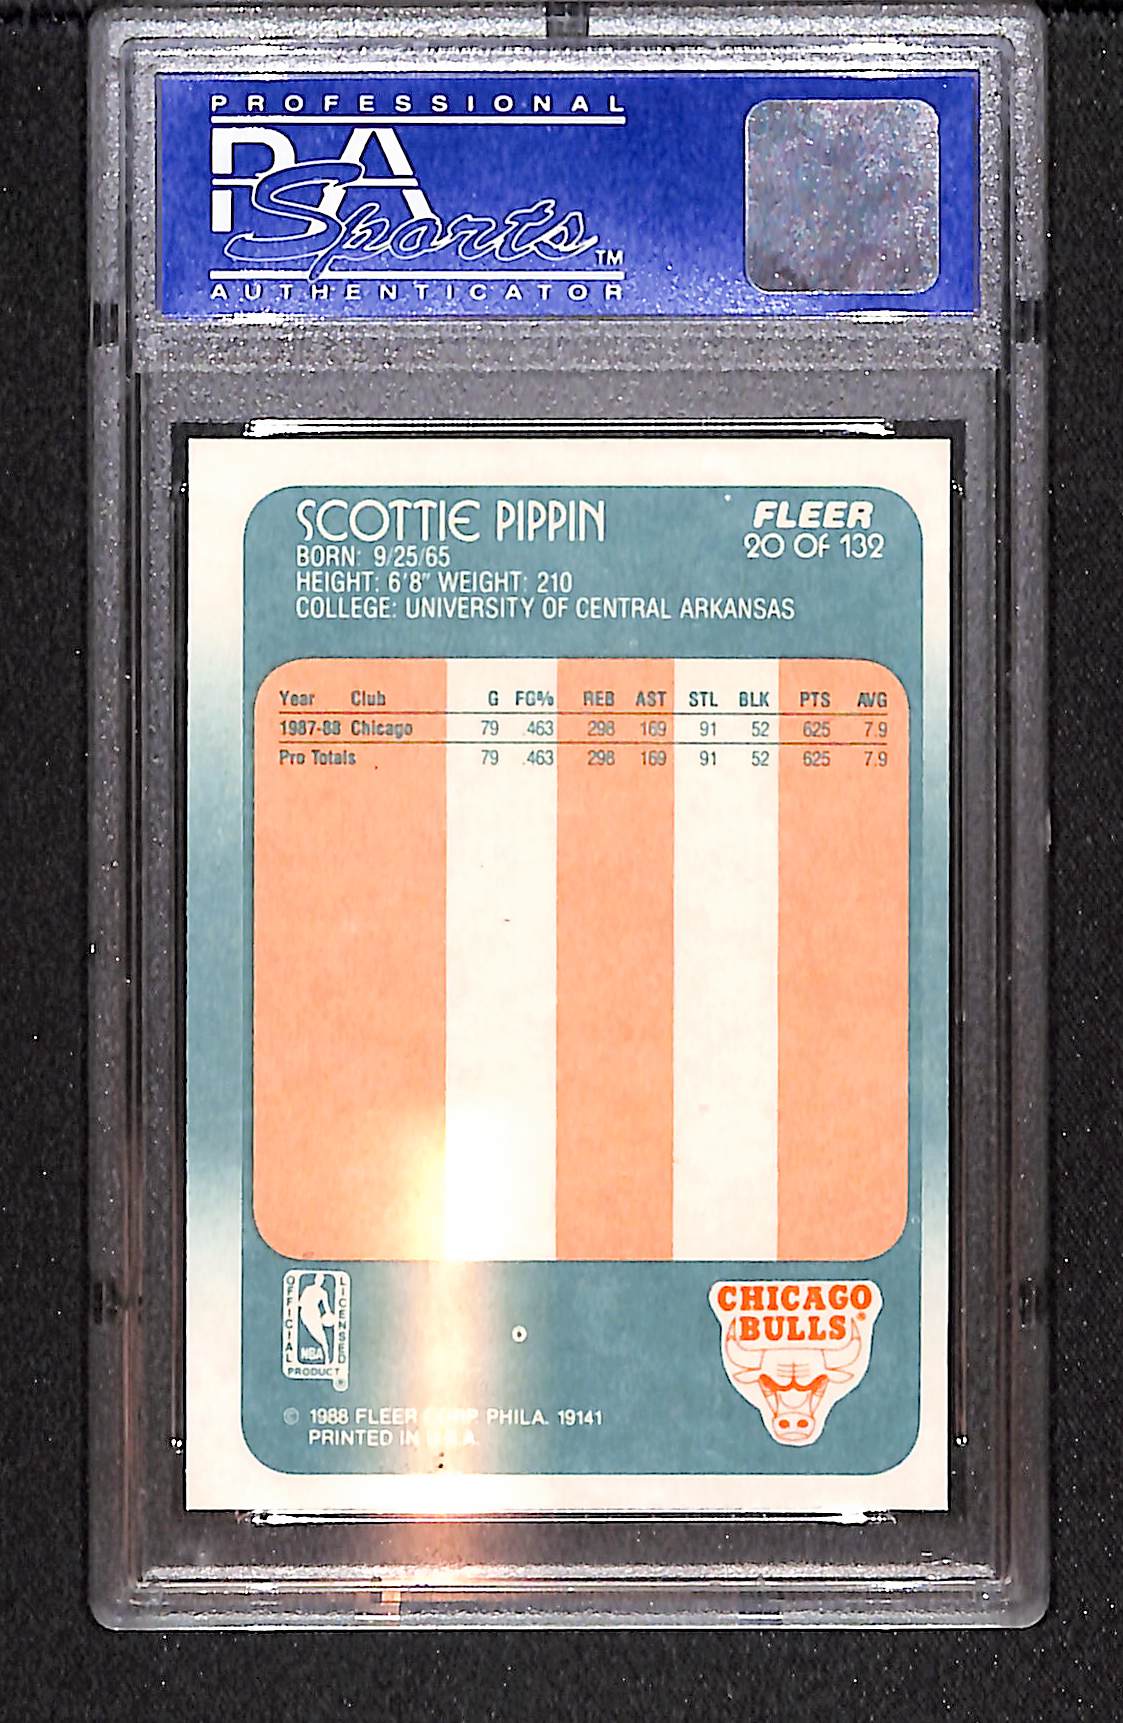 PROFESSIONAL
PSA
Sports™
AUTHENTICATOR
SCOTTIE PIPPIN
FLEER
20 OF 132
BORN: 9/25/65
HEIGHT: 6'8" WEIGHT: 210
COLLEGE: UNIVERSITY OF CENTRAL ARKANSAS
Year Club G FG% REB AST STL BLK PTS AVG
1987-88 Chicago 79 .463 298 169 91 52 625 7.9
Pro Totals 79 .463 298 169 91 52 625 7.9
OFFICIAL
LICENSED
NBA
PRODUCT
®
CHICAGO
BULLS®
© 1988 FLEER PHILA. 19141
PRINTED IN